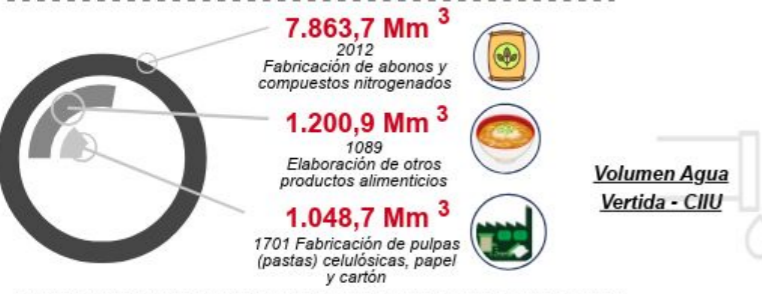 7.863,7 Mm 3
2012
Fabricación de abonos y
compuestos nitrogenados
1.200,9 Mm 3
1089
Elaboración de otros
productos alimenticios
1.048,7 Mm 3
1701 Fabricación de pulpas
(pastas) celulósicas, papel
y cartón
Volumen Agua
Vertida - CIIU